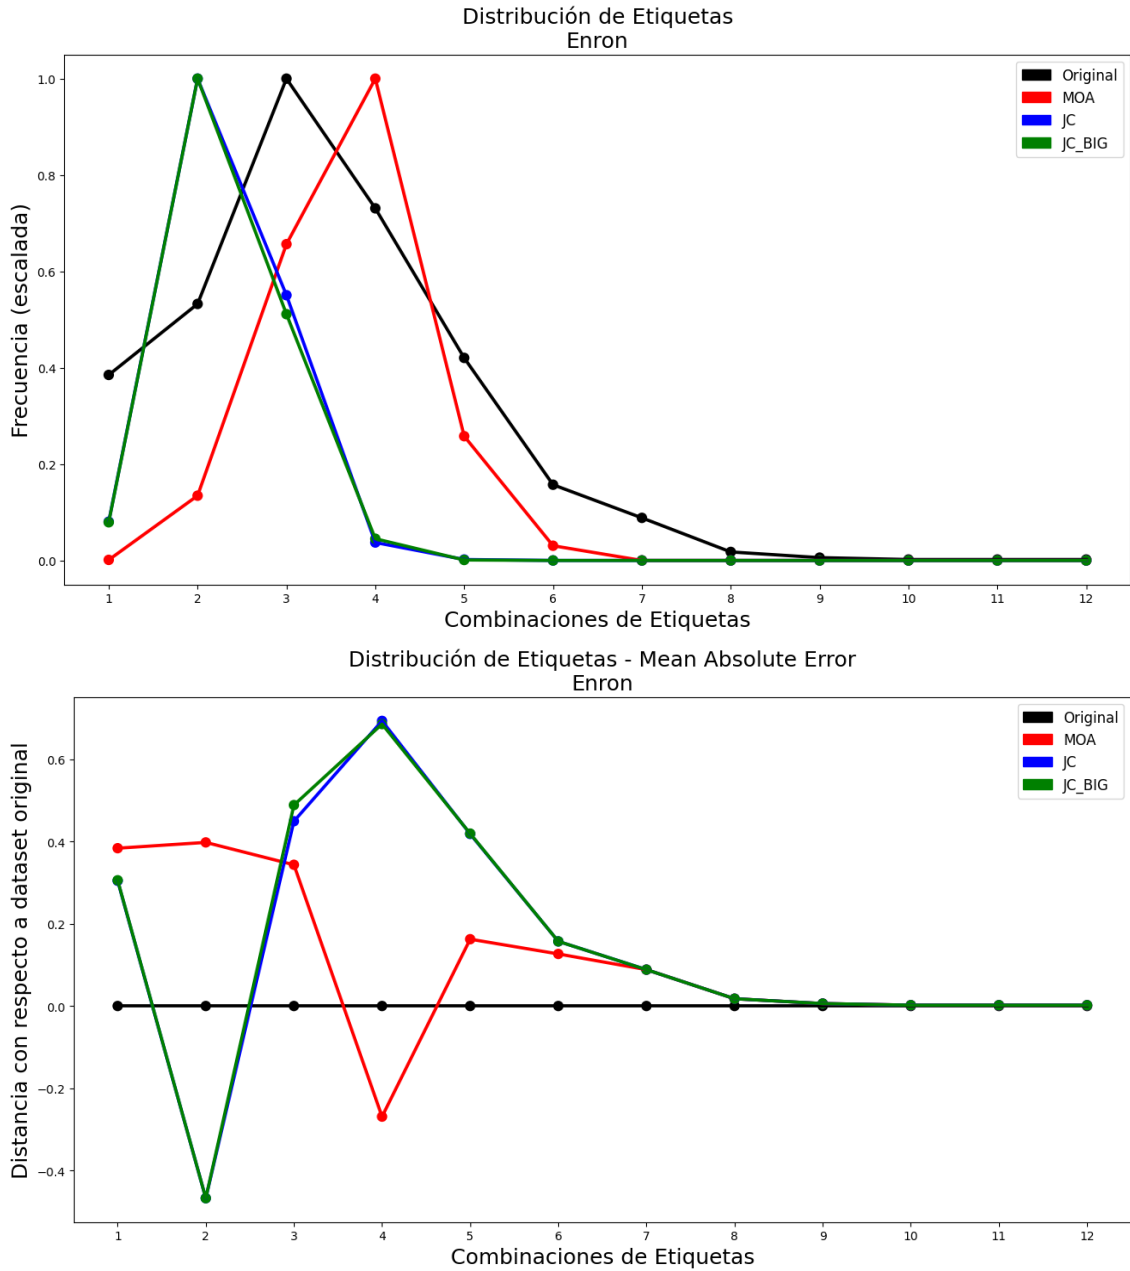 Distribución de Etiquetas
Enron
Original
MOA
JC
JC_BIG
Frecuencia (escalada)
1.0
0.8
0.6
0.4
0.2
0.0
1 2 3 4 5 6 7 8 9 10 11 12
Combinaciones de Etiquetas
Distribución de Etiquetas - Mean Absolute Error
Enron
Original
MOA
JC
JC_BIG
Distancia con respecto a dataset original
0.6
0.4
0.2
0.0
−0.2
−0.4
1 2 3 4 5 6 7 8 9 10 11 12
Combinaciones de Etiquetas